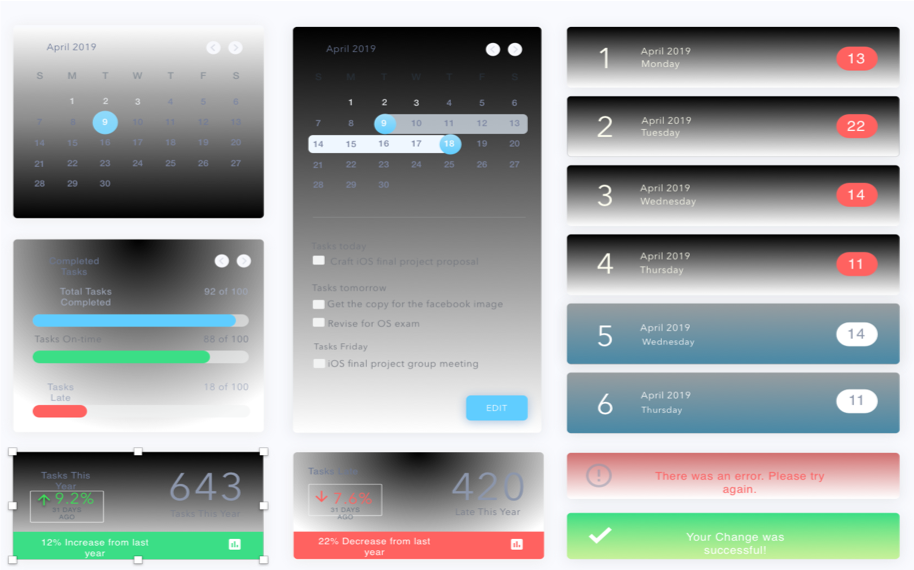 April 2019
S M T W T F S
1 2 3 4 5 6
7 8 9 10 11 12 13
14 15 16 17 18 19 20
21 22 23 24 25 26 27
28 29 30
Completed
Tasks
Total Tasks
Completed
92 of 100
Tasks On-time
Tasks
Late
18 of 100
Tasks This
Year
9.2%
31 DAYS
AGO
643
Tasks This Year
12% Increase from last
year
April 2019
S M T W T F S
1 2 3 4 5 6
7 8 9 10 11 12 13
14 15 16 17 18 19 20
21 22 23 24 25 26 27
28 29 30
Tasks today
Craft iOS final project proposal
Tasks tomorrow
Get the copy for the facebook image
Revise for OS exam
Tasks Friday
iOS final project group meeting
EDIT
Tasks
7.6%
31 DAYS
AGO
420
Late This Year
22% Decrease from last
year
1 April 2019 13
Monday
2 April 2019 22
Tuesday
3 April 2019 14
Wednesday
4 April 2019 11
Thursday
5 April 2019 14
Wednesday
6 April 2019 11
Thursday
There was an error. Please try
again.
Your Change was
successful!